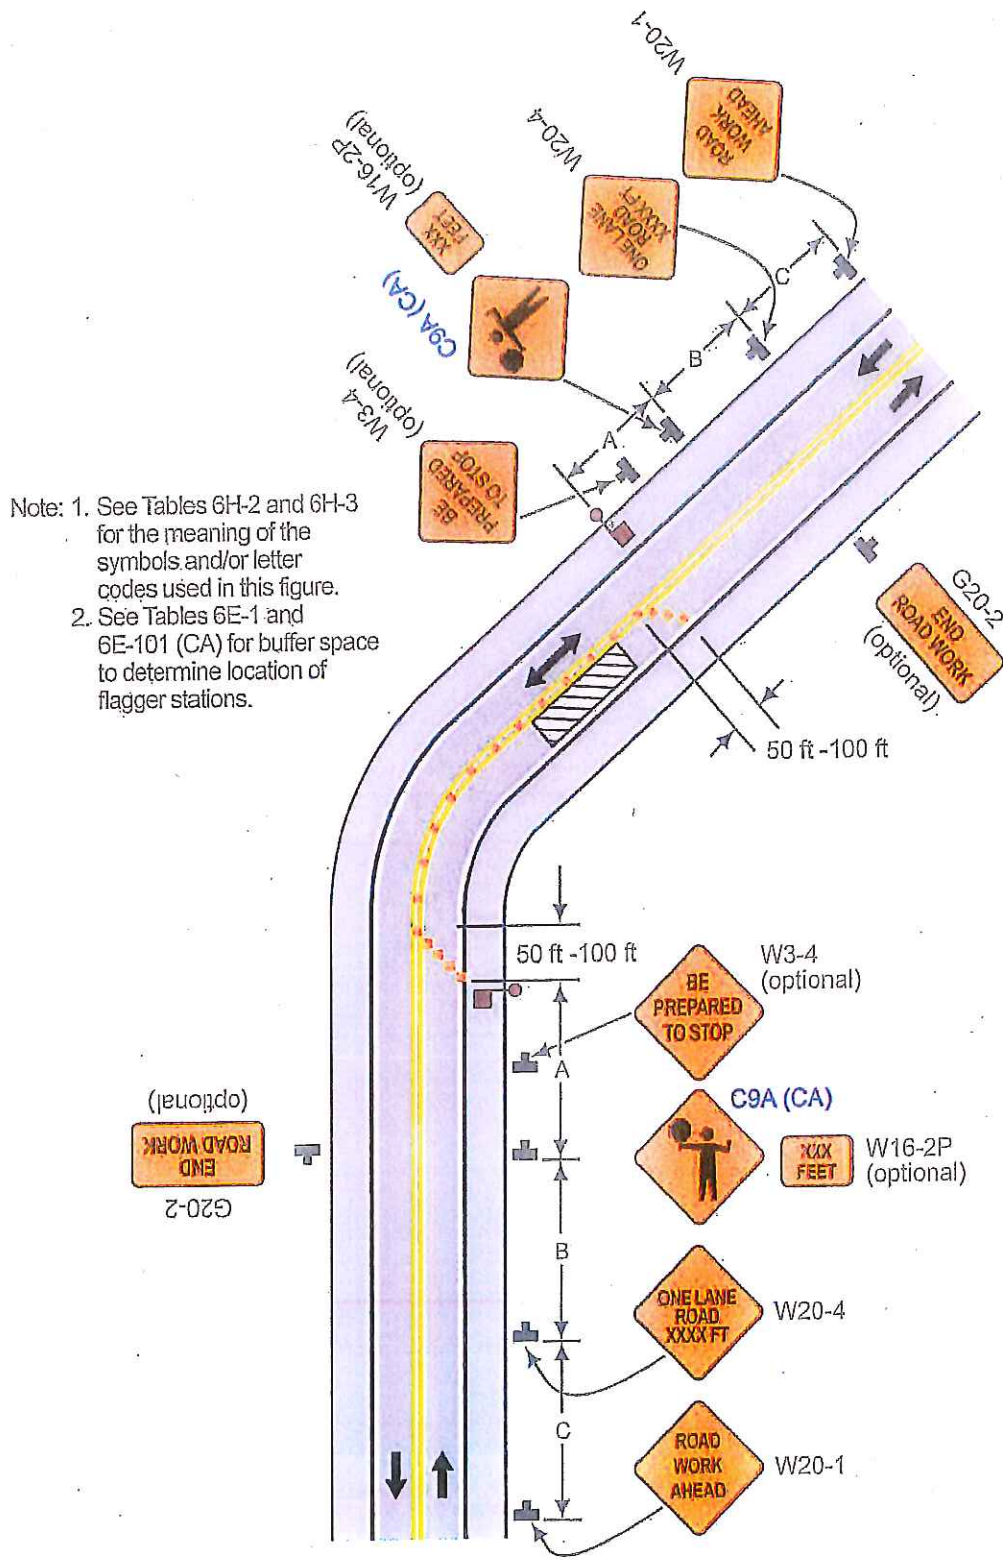 W20-1
ROAD
WORK
AHEAD
W20-4
ONE LANE
ROAD
XXXX FT
W16-2P
(optional)
XXX
FEET
C9A (CA)
W3-4
(optional)
BE
PREPARED
TO STOP
C
B
A
Note: 1. See Tables 6H-2 and 6H-3
for the meaning of the
symbols and/or letter
codes used in this figure.
2. See Tables 6E-1 and
6E-101 (CA) for buffer space
to determine location of
flagger stations.
G20-2
END
ROAD WORK
(optional)
50 ft -100 ft
50 ft -100 ft
BE
PREPARED
TO STOP
W3-4
(optional)
A
C9A (CA)
XXX
FEET
W16-2P
(optional)
G20-2
END
ROAD WORK
(optional)
B
ONE LANE
ROAD
XXXX FT
W20-4
C
ROAD
WORK
AHEAD
W20-1